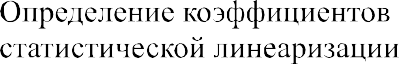 Определение коэффициентов
статистической линеаризации